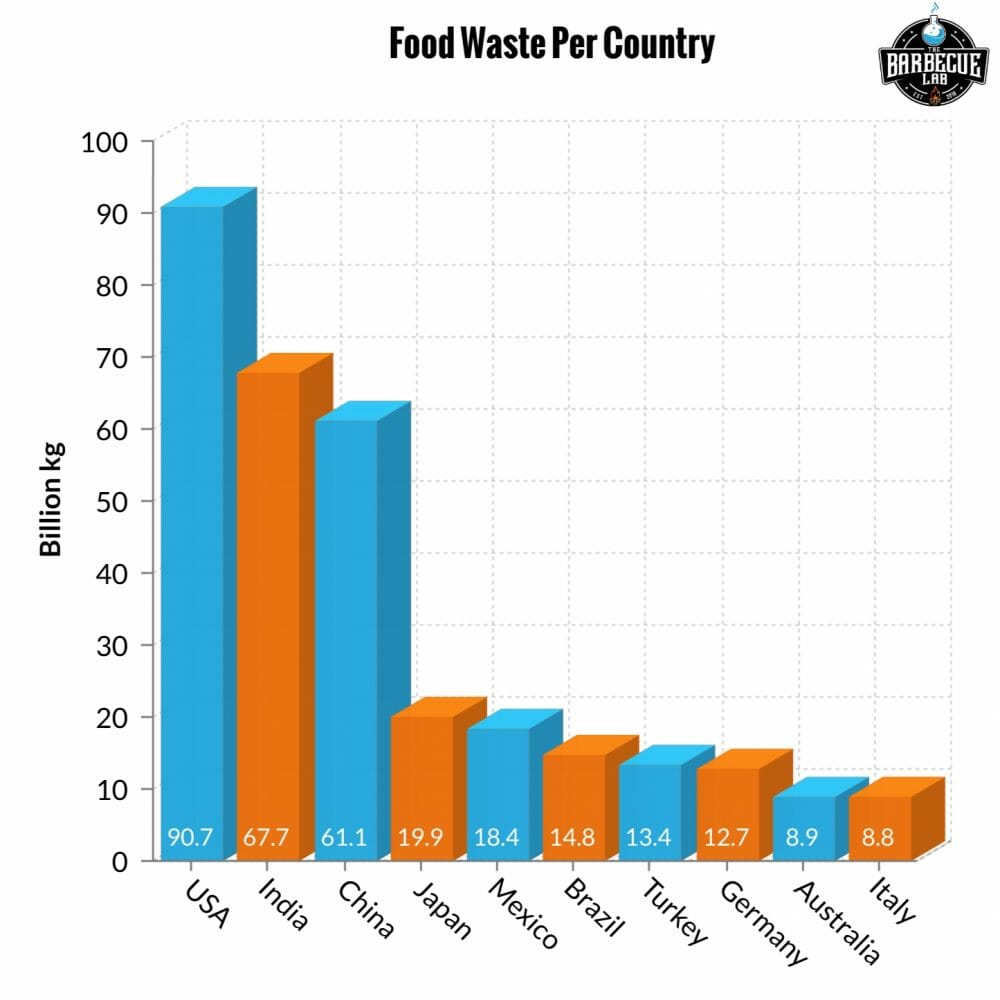 Food Waste Per Country
THE
BARBECUE
LAB
EST 2016
Billion kg
100
90
80
70
60
50
40
30
20
10
0
90.7 67.7 61.1 19.9 18.4 14.8 13.4 12.7 8.9 8.8
USA India China Japan Mexico Brazil Turkey Germany Australia Italy